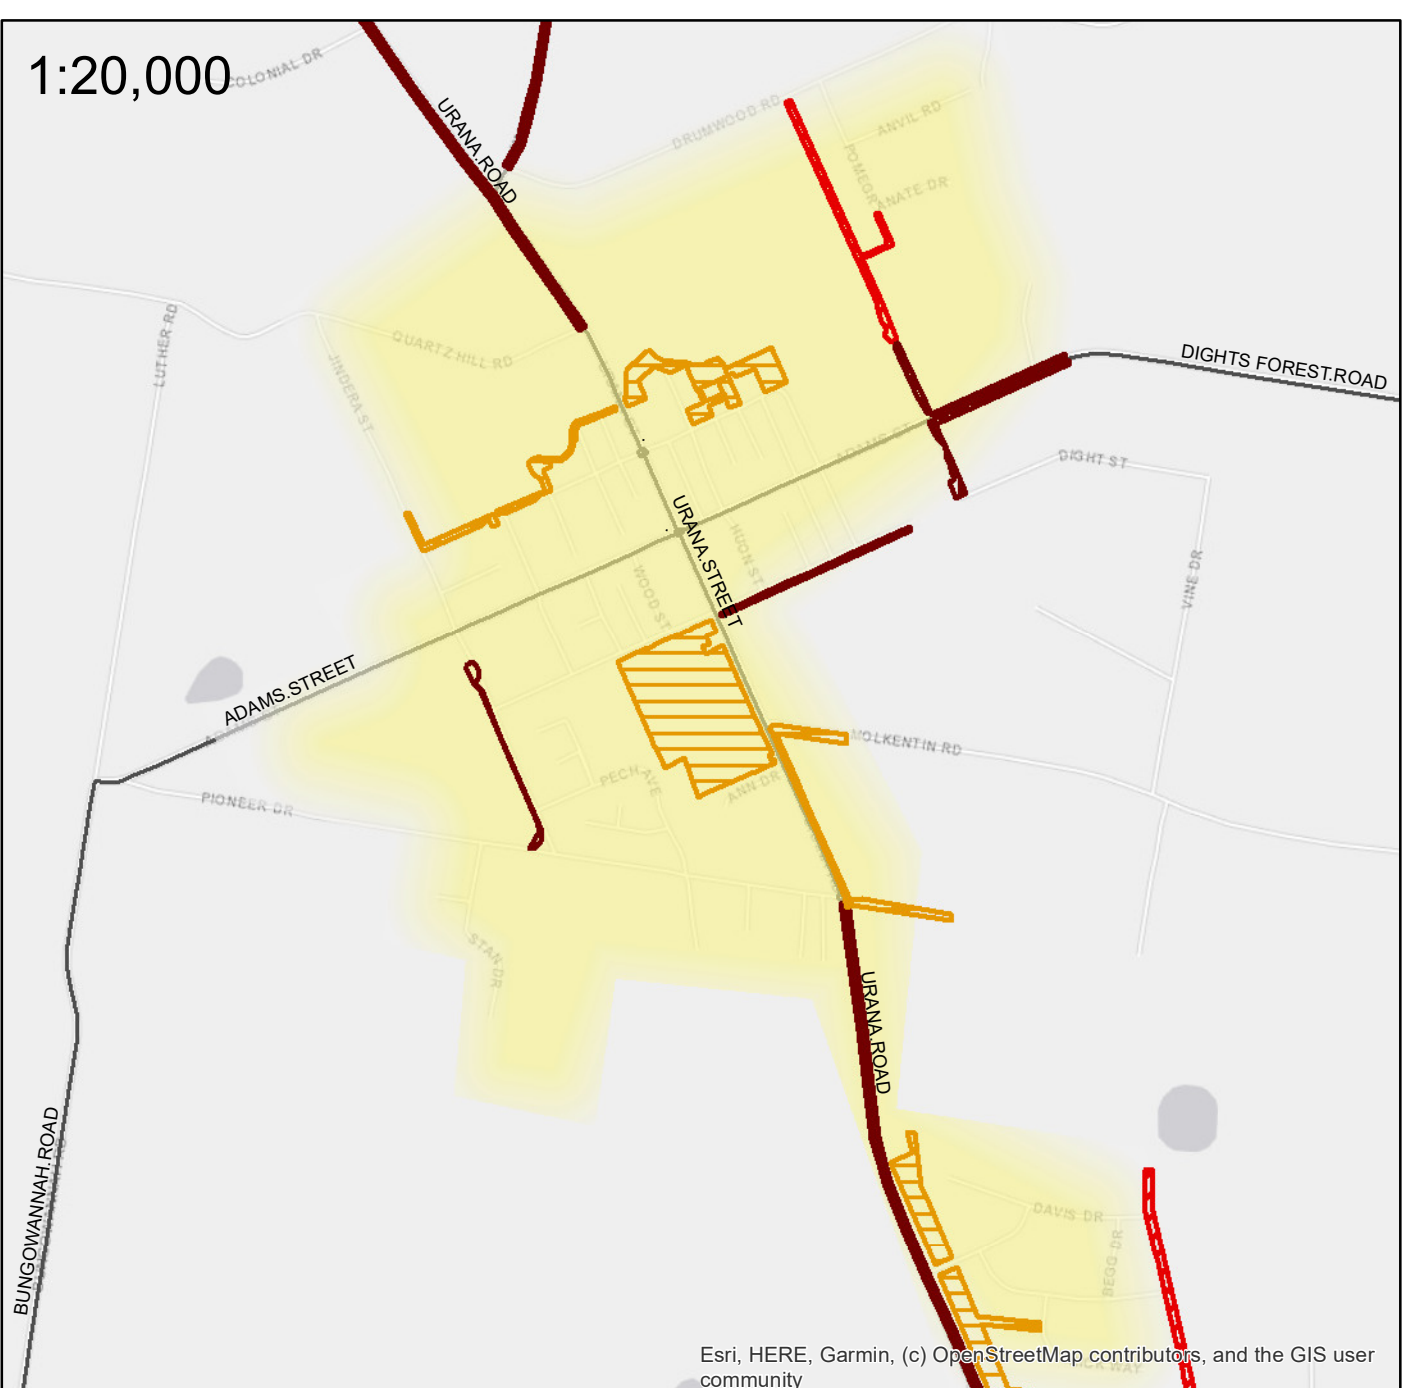 1:20,000
COLONIAL DR
URANA.ROAD
DRUMWOOD RD
ANVIL RD
POMEGRANATE DR
LUTHER RD
JINDERA ST
QUARTZ HILL RD
DIGHTS FOREST.ROAD
ADAMS ST
DIGHT ST
URANA.STREET
HUON ST
WOOD ST
VINE DR
ADAMS.STREET
MOLKENTIN RD
PECH AVE
ANN DR
PIONEER DR
STAN DR
URANA.ROAD
BUNGOWANNAH.ROAD
DAVIS DR
BEGG DR
WAY
Esri, HERE, Garmin, (c) OpenStreetMap contributors, and the GIS user
community